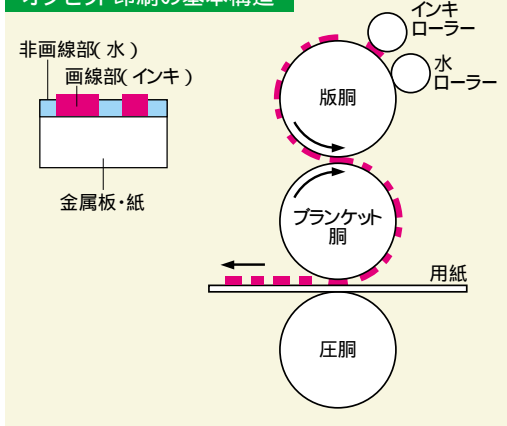 オフセット印刷の基本構造
非画線部(水)
画線部(インキ)
金属板・紙
インキ
ローラー
水
ローラー
版胴
ブランケット
胴
用紙
圧胴